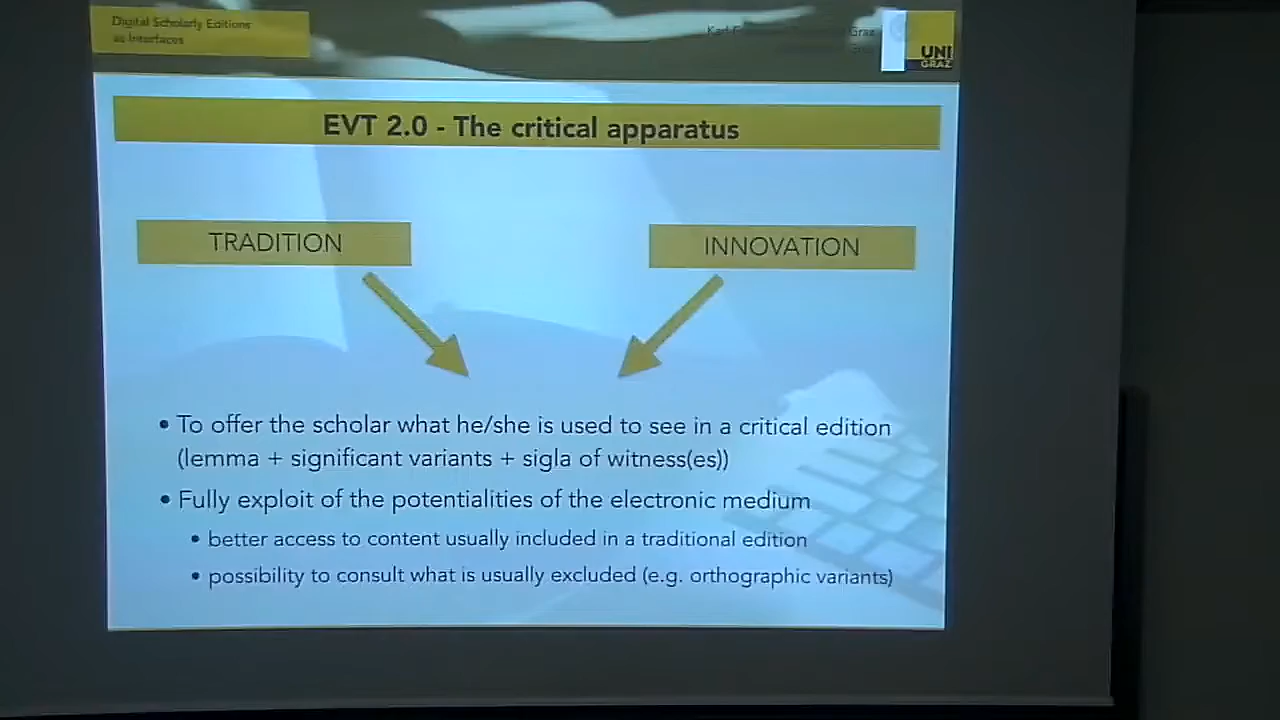 Digital Scholarly Editions
as Interfaces
Graz
UNI
GRAZ
EVT 2.0 - The critical apparatus
TRADITION
INNOVATION
• To offer the scholar what he/she is used to see in a critical edition
(lemma + significant variants + sigla of witness(es))
• Fully exploit of the potentialities of the electronic medium
• better access to content usually included in a traditional edition
• possibility to consult what is usually excluded (e.g. orthographic variants)